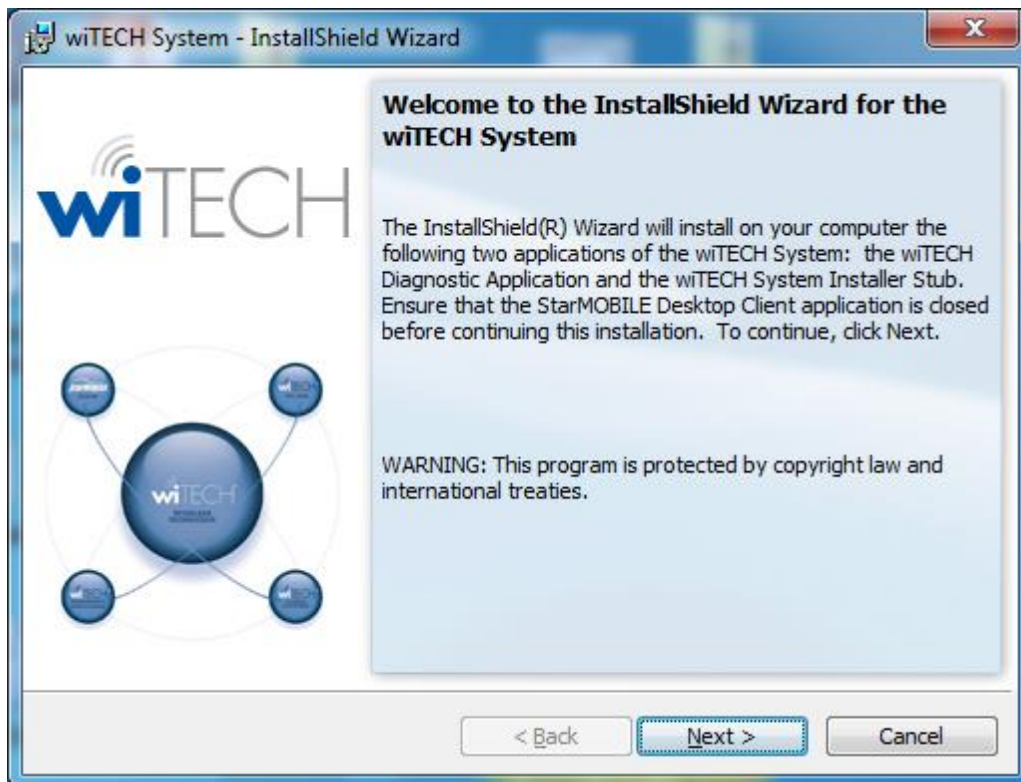 wiTECH System - InstallShield Wizard
Welcome to the InstallShield Wizard for the
wiTECH System
wiTECH
The InstallShield(R) Wizard will install on your computer the
following two applications of the wiTECH System:  the wiTECH
Diagnostic Application and the wiTECH System Installer Stub.
Ensure that the StarMOBILE Desktop Client application is closed
before continuing this installation.  To continue, click Next.
wiTECH
wiTECH
WARNING: This program is protected by copyright law and
international treaties.
wiTECH
wiTECH
< Back
Next >
Cancel